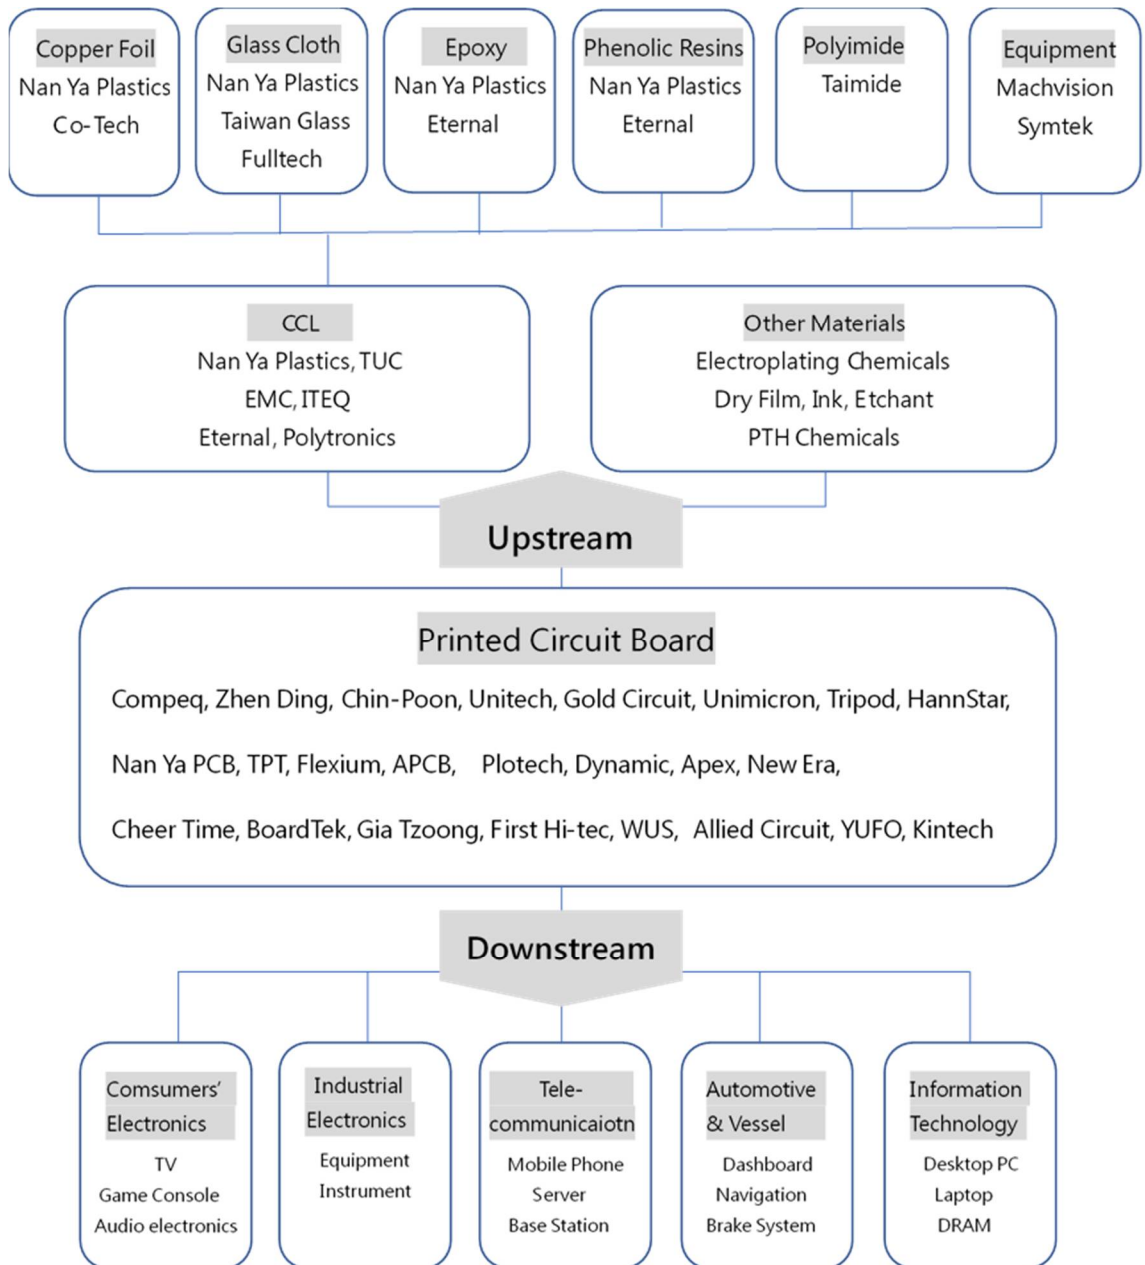 Copper Foil
Nan Ya Plastics
Co-Tech
Glass Cloth
Nan Ya Plastics
Taiwan Glass
Fulltech
Epoxy
Nan Ya Plastics
Eternal
Phenolic Resins
Nan Ya Plastics
Eternal
Polyimide
Taimide
Equipment
Machvision
Symtek
CCL
Nan Ya Plastics, TUC
EMC, ITEQ
Eternal, Polytronics
Other Materials
Electroplating Chemicals
Dry Film, Ink, Etchant
PTH Chemicals
Upstream
Printed Circuit Board
Compeq, Zhen Ding, Chin-Poon, Unitech, Gold Circuit, Unimicron, Tripod, HannStar,
Nan Ya PCB, TPT, Flexium, APCB, Plotech, Dynamic, Apex, New Era,
Cheer Time, BoardTek, Gia Tzoong, First Hi-tec, WUS, Allied Circuit, YUFO, Kintech
Downstream
Comsumers'
Electronics
TV
Game Console
Audio electronics
Industrial
Electronics
Equipment
Instrument
Tele-
communicaiotn
Mobile Phone
Server
Base Station
Automotive
& Vessel
Dashboard
Navigation
Brake System
Information
Technology
Desktop PC
Laptop
DRAM